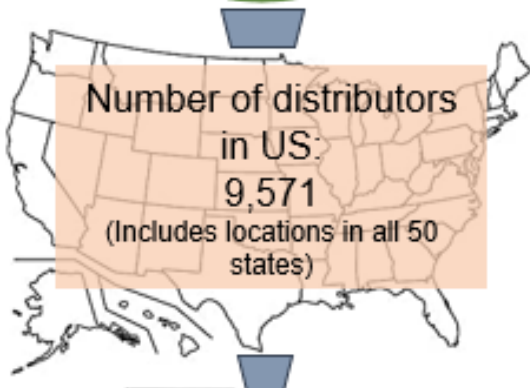 Number of distributors
in US:
9,571
(Includes locations in all 50
states)